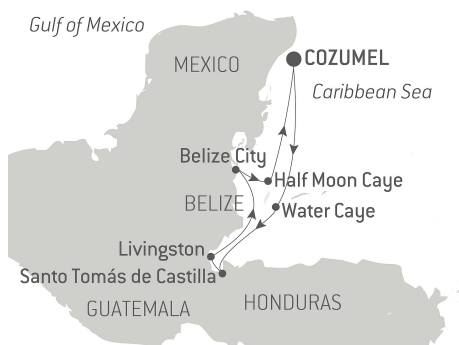 Gulf of Mexico
COZUMEL
MEXICO
Caribbean Sea
Belize City
Half Moon Caye
BELIZE
Water Caye
Livingston
Santo Tomás de Castilla
GUATEMALA
HONDURAS